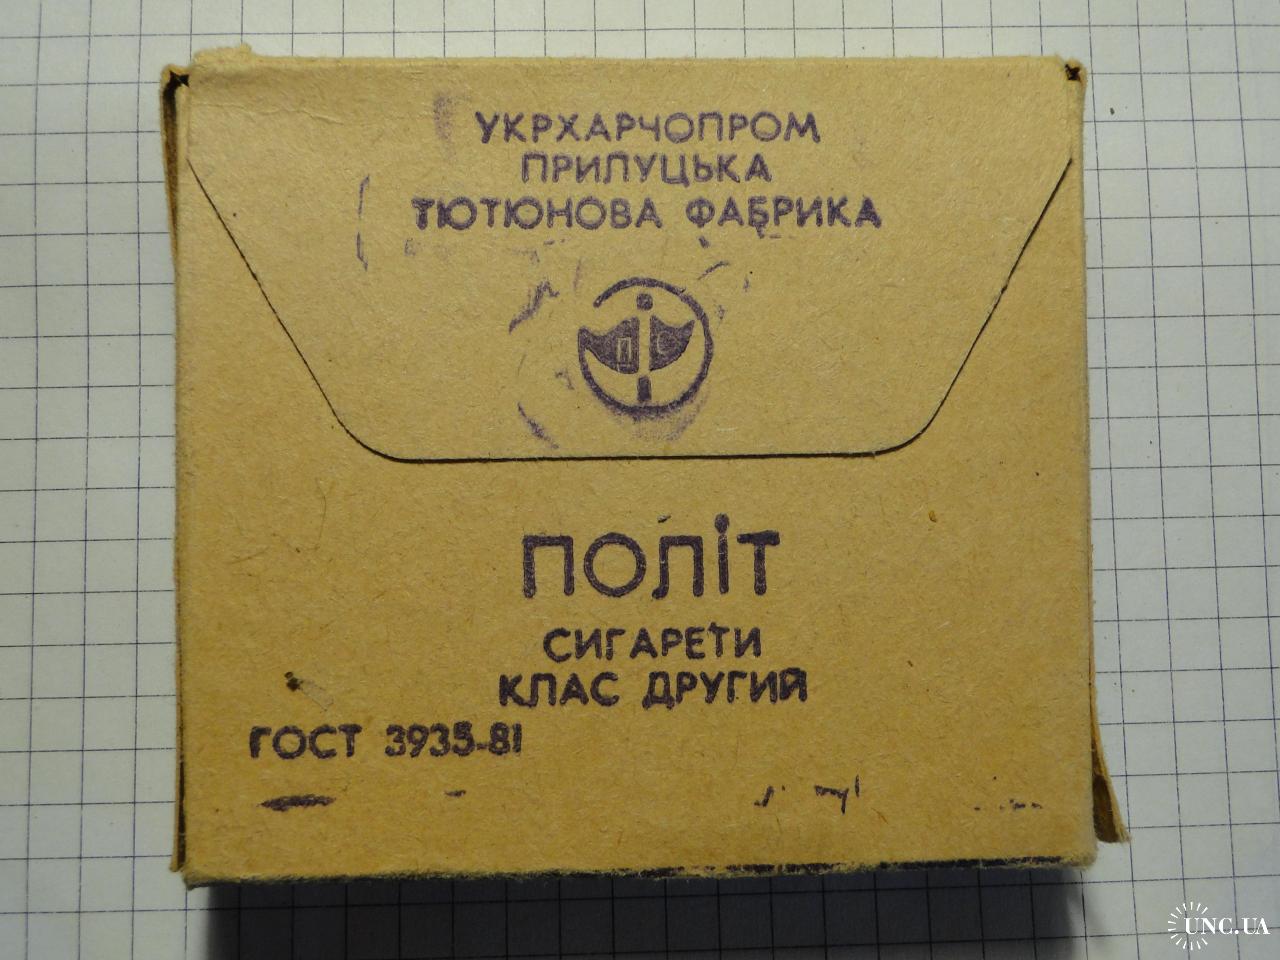 УКРХАРЧОПРОМ
ПРИЛУЦЬКА
ТЮТЮНОВА ФАБРИКА
П С
ПОЛІТ
СИГАРЕТИ
КЛАС ДРУГИЙ
ГОСТ 3935-81
UNC.UA